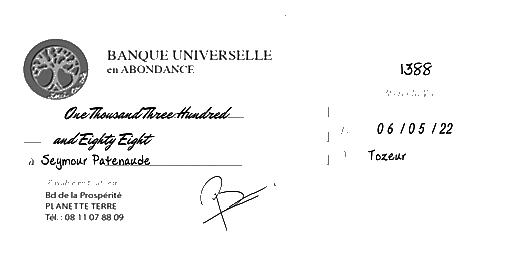 BANQUE UNIVERSELLE
en ABONDANCE
1388
One Thousand Three Hundred
and Eighty Eight
à Seymour Patenaude
06/05/22
Tozeur
Bd de la Prospérité
PLANETTE TERRE
Tél. : 08 11 07 88 09